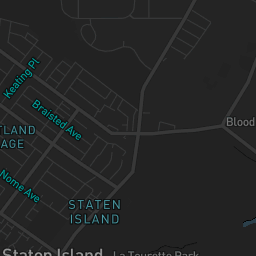 Keating Pl
Braisted Ave
Blood
TLAND
AGE
Nome Ave
STATEN
ISLAND
Staten Island
La Tourette Park